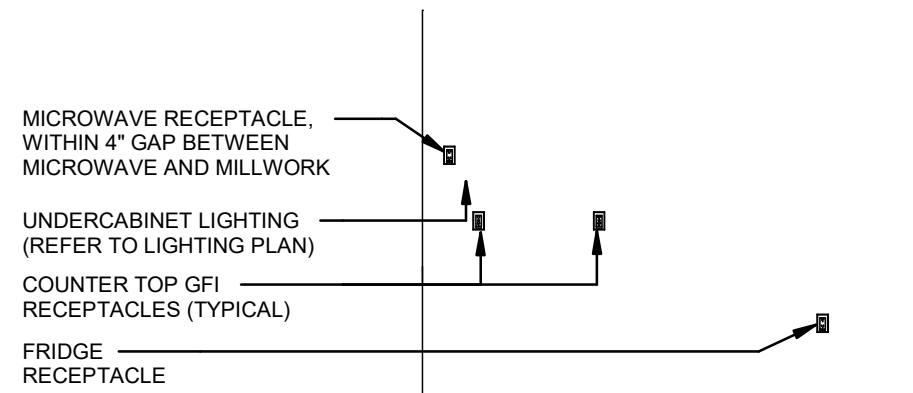 MICROWAVE RECEPTACLE,
WITHIN 4" GAP BETWEEN
MICROWAVE AND MILLWORK
UNDERCABINET LIGHTING
(REFER TO LIGHTING PLAN)
COUNTER TOP GFI
RECEPTACLES (TYPICAL)
FRIDGE
RECEPTACLE